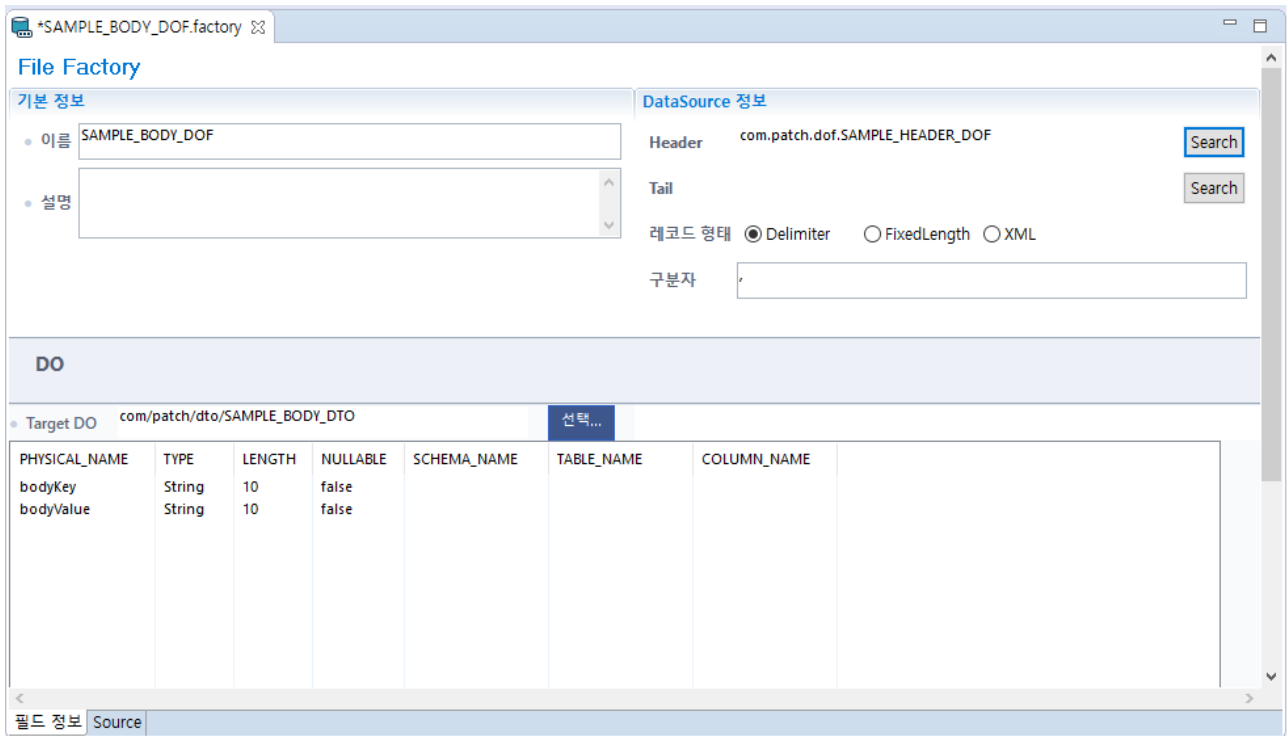 *SAMPLE_BODY_DOF.factory
File Factory
기본 정보
이름 SAMPLE_BODY_DOF
설명
DataSource 정보
Header com.patch.dof.SAMPLE_HEADER_DOF Search
Tail Search
레코드 형태 Delimiter FixedLength XML
구분자 ,
DO
Target DO com/patch/dto/SAMPLE_BODY_DTO 선택...
PHYSICAL_NAME TYPE LENGTH NULLABLE SCHEMA_NAME TABLE_NAME COLUMN_NAME
bodyKey String 10 false
bodyValue String 10 false
필드 정보 Source